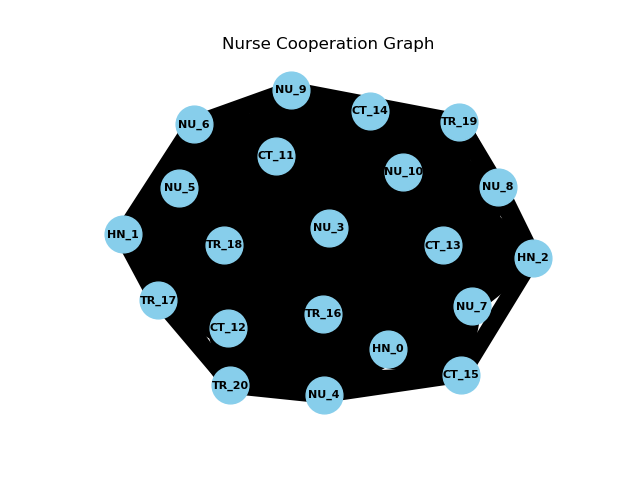 Nurse Cooperation Graph
NU_9
CT_14
TR_19
NU_6
CT_11
NU_10
NU_5
NU_8
NU_3
HN_1
TR_18
CT_13
HN_2
TR_17
NU_7
TR_16
CT_12
HN_0
CT_15
TR_20
NU_4